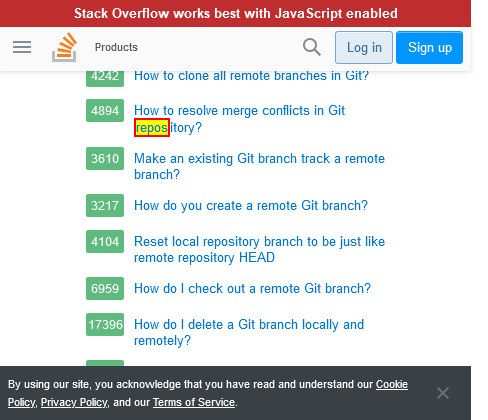 Stack Overflow works best with JavaScript enabled
Products
Log in
Sign up
4242 How to clone all remote branches in Git?
4894 How to resolve merge conflicts in Git
repository?
3610 Make an existing Git branch track a remote
branch?
3217 How do you create a remote Git branch?
4104 Reset local repository branch to be just like
remote repository HEAD
6959 How do I check out a remote Git branch?
17396 How do I delete a Git branch locally and
remotely?
By using our site, you acknowledge that you have read and understand our Cookie
Policy, Privacy Policy, and our Terms of Service.